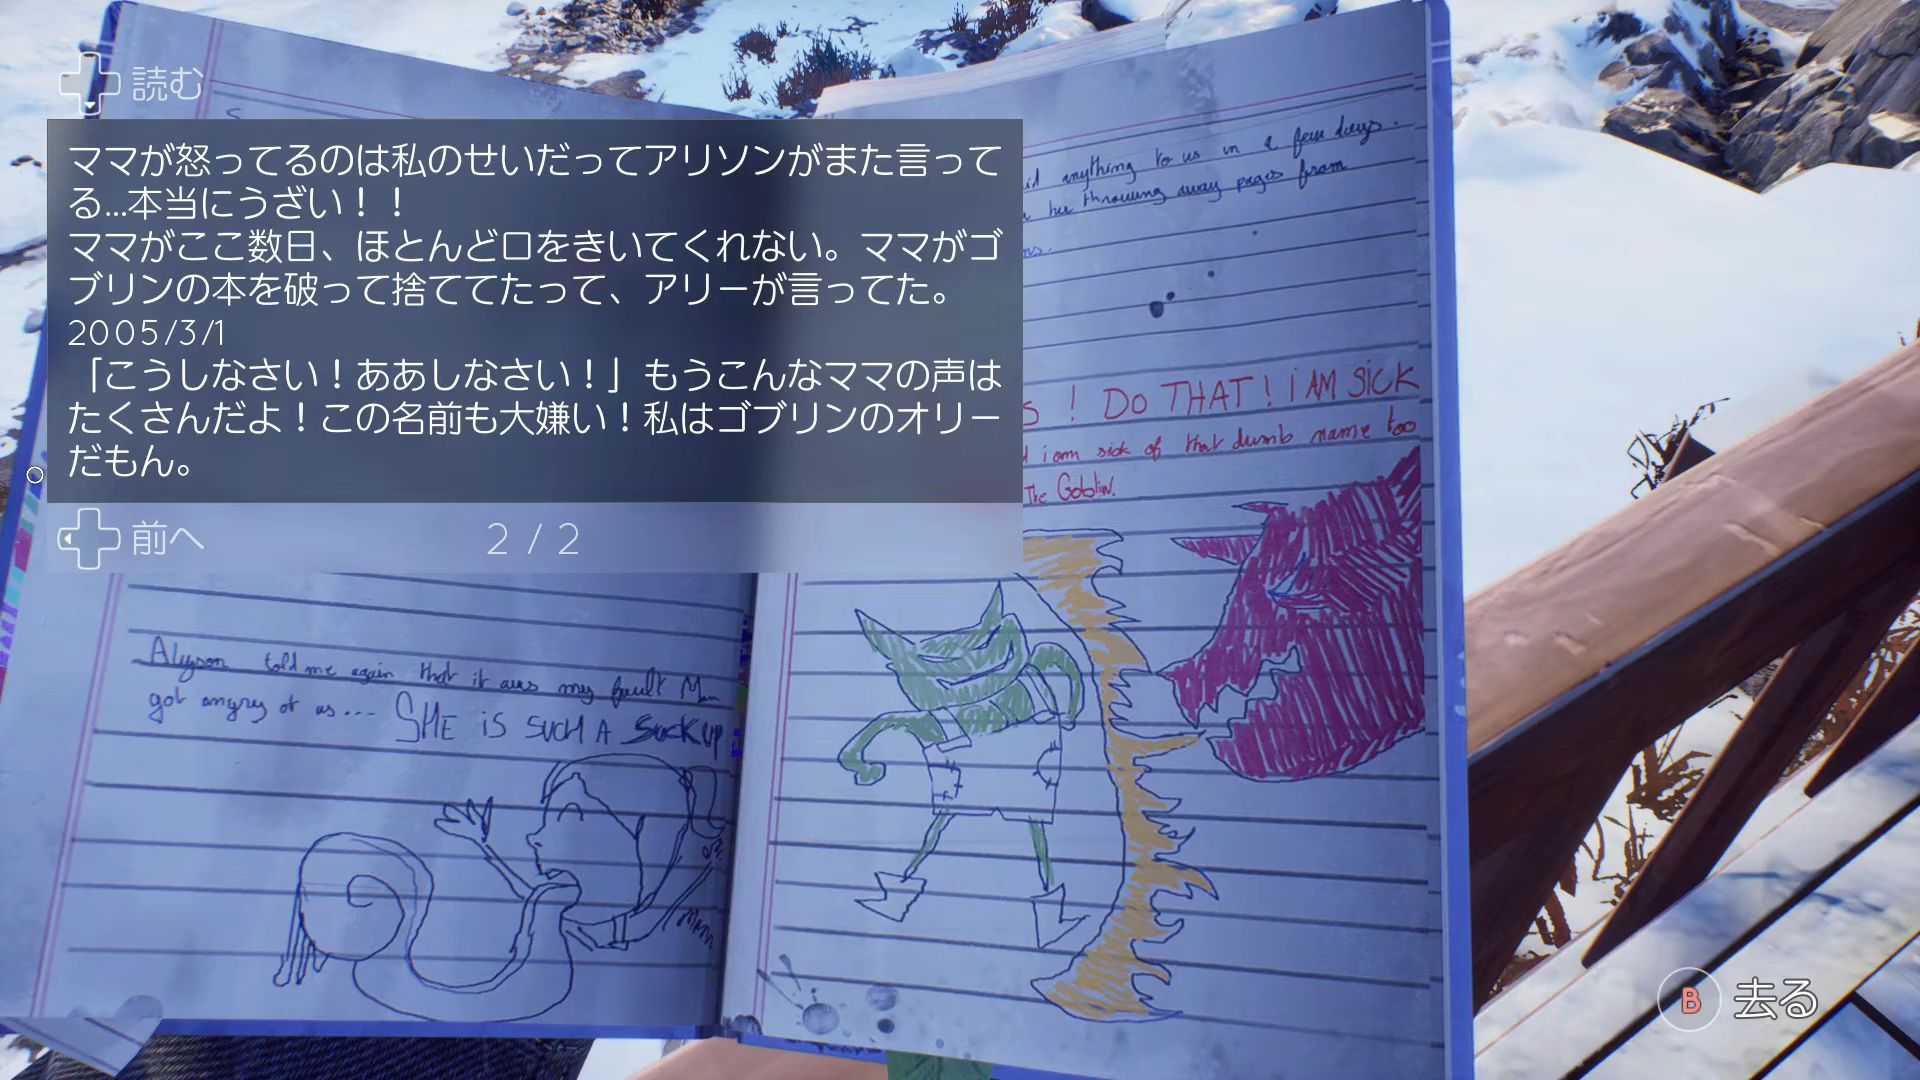 読む
ママが怒ってるのは私のせいだってアリソンがまた言って
る…本当にうざい！！
ママがここ数日、ほとんど口をきいてくれない。ママがゴ
ブリンの本を破って捨ててたって、アリーが言ってた。
2005/3/1
「こうしなさい！ああしなさい！」もうこんなママの声は
たくさんだよ！この名前も大嫌い！私はゴブリンのオリー
だもん。
前へ
2 / 2
Alyson told me again that it was my fault Mom
got angry at us... SHE iS SUCH A SUCK UP
Mom
anything to us in a few days.
her throwing away pages from
S ! DO THAT ! i AM SICK
i am sick of that dumb name too
The Goblin.
B 去る